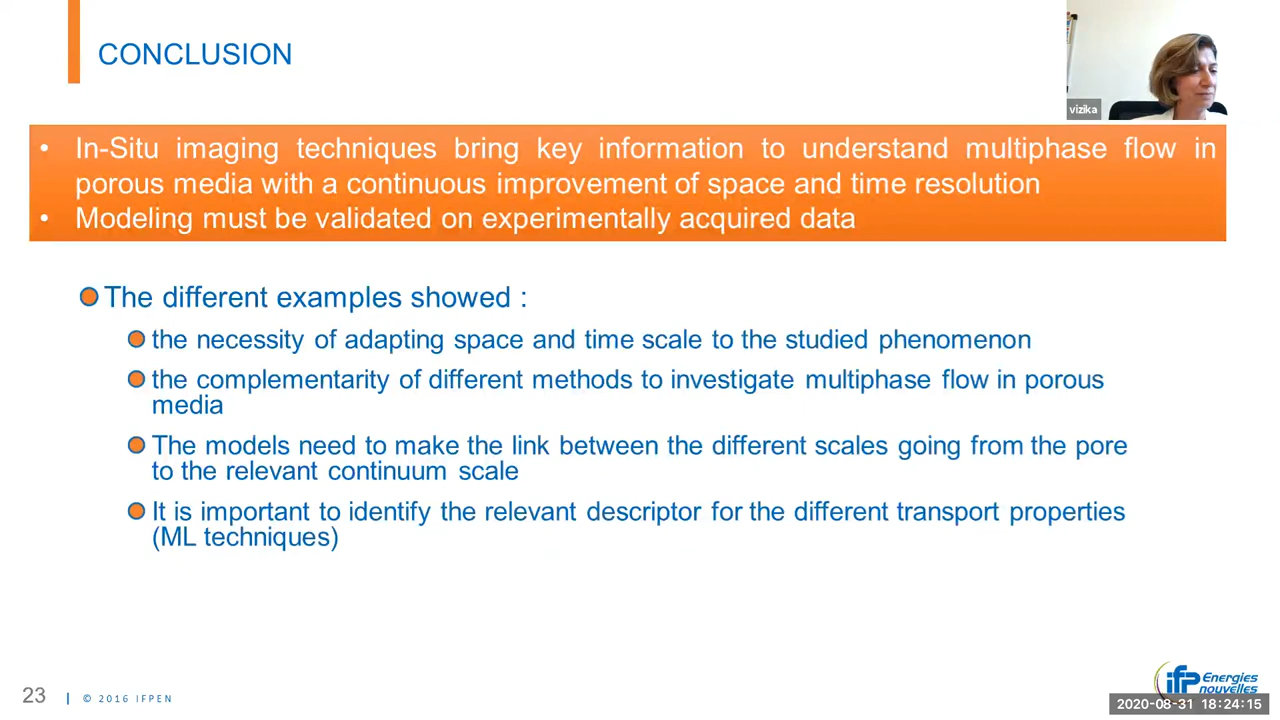 CONCLUSION
vizika
• In-Situ imaging techniques bring key information to understand multiphase flow in
porous media with a continuous improvement of space and time resolution
• Modeling must be validated on experimentally acquired data
The different examples showed :
the necessity of adapting space and time scale to the studied phenomenon
the complementarity of different methods to investigate multiphase flow in porous
media
The models need to make the link between the different scales going from the pore
to the relevant continuum scale
It is important to identify the relevant descriptor for the different transport properties
(ML techniques)
23 | © 2016 IFPEN
ifp Energies
nouvelles
2020-08-31 18:24:15